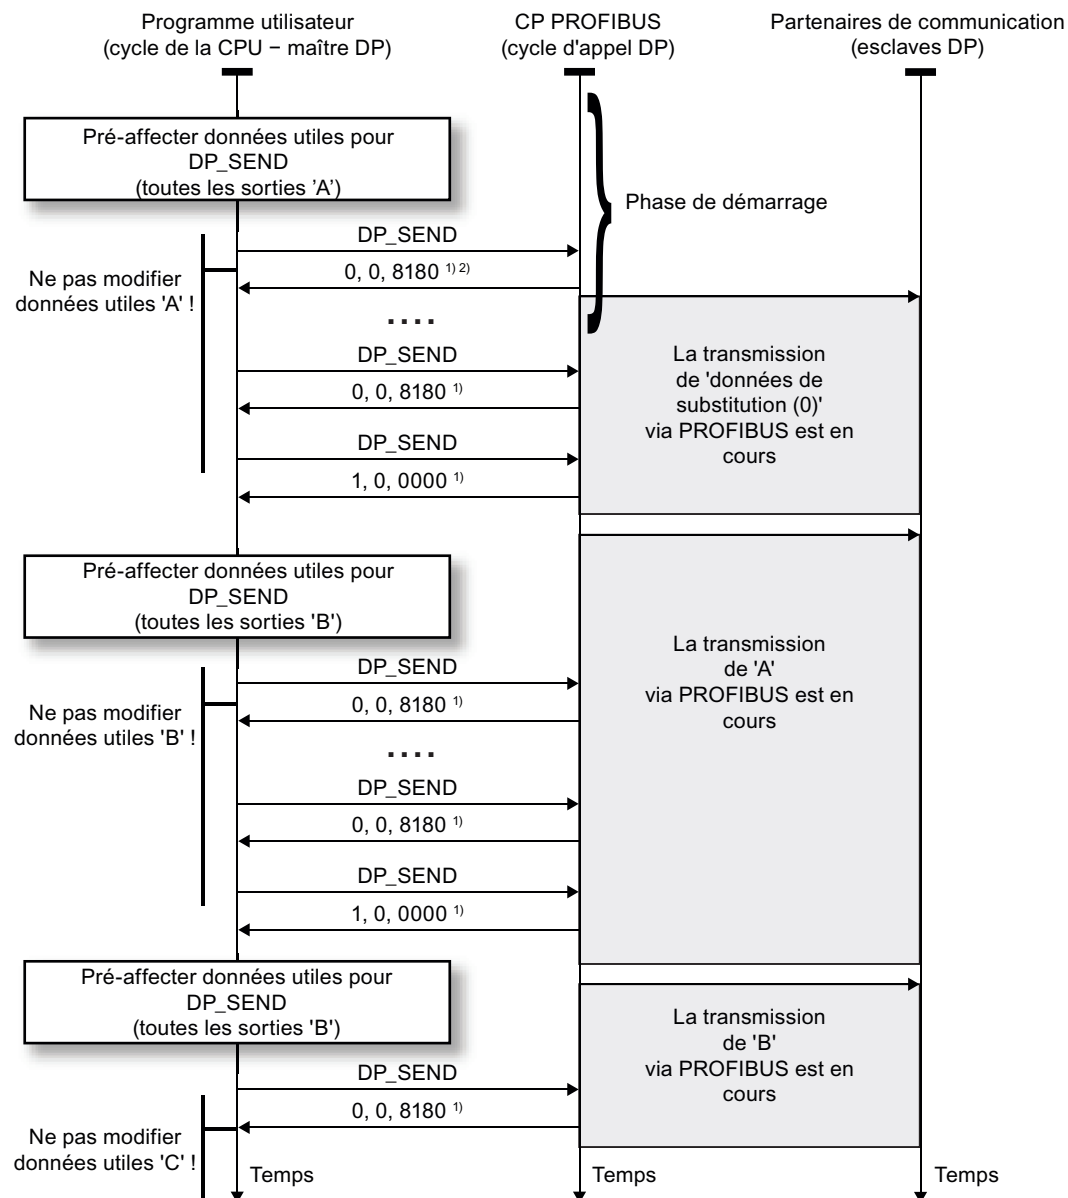 Programme utilisateur
(cycle de la CPU − maître DP)
CP PROFIBUS
(cycle d'appel DP)
Partenaires de communication
(esclaves DP)
Pré-affecter données utiles pour
DP_SEND
(toutes les sorties 'A')
Phase de démarrage
DP_SEND
0, 0, 8180 1) 2)
Ne pas modifier
données utiles 'A' !
....
DP_SEND
0, 0, 8180 1)
DP_SEND
1, 0, 0000 1)
La transmission
de 'données de
substitution (0)'
via PROFIBUS est en
cours
Pré-affecter données utiles pour
DP_SEND
(toutes les sorties 'B')
DP_SEND
0, 0, 8180 1)
Ne pas modifier
données utiles 'B' !
....
DP_SEND
0, 0, 8180 1)
DP_SEND
1, 0, 0000 1)
La transmission
de 'A'
via PROFIBUS est en
cours
Pré-affecter données utiles pour
DP_SEND
(toutes les sorties 'B')
DP_SEND
0, 0, 8180 1)
La transmission
de 'B'
via PROFIBUS est en
cours
Ne pas modifier
données utiles 'C' !
Temps
Temps
Temps